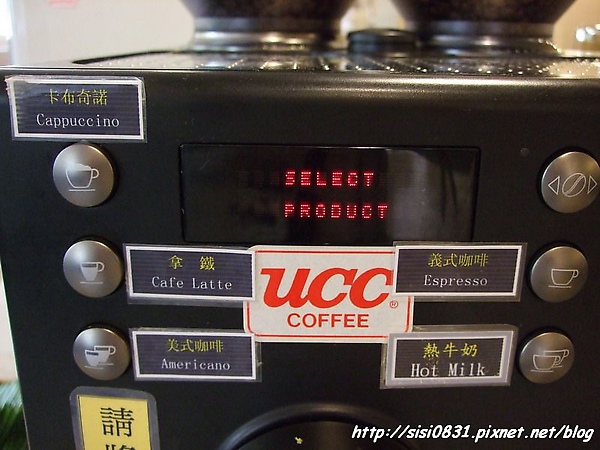 卡布奇諾
Cappuccino
SELECT
PRODUCT
拿鐵
Cafe Latte
義式咖啡
Espresso
ucc®
COFFEE
美式咖啡
Americano
熱牛奶
Hot Milk
請
http://sisi0831.pixnet.net/blog